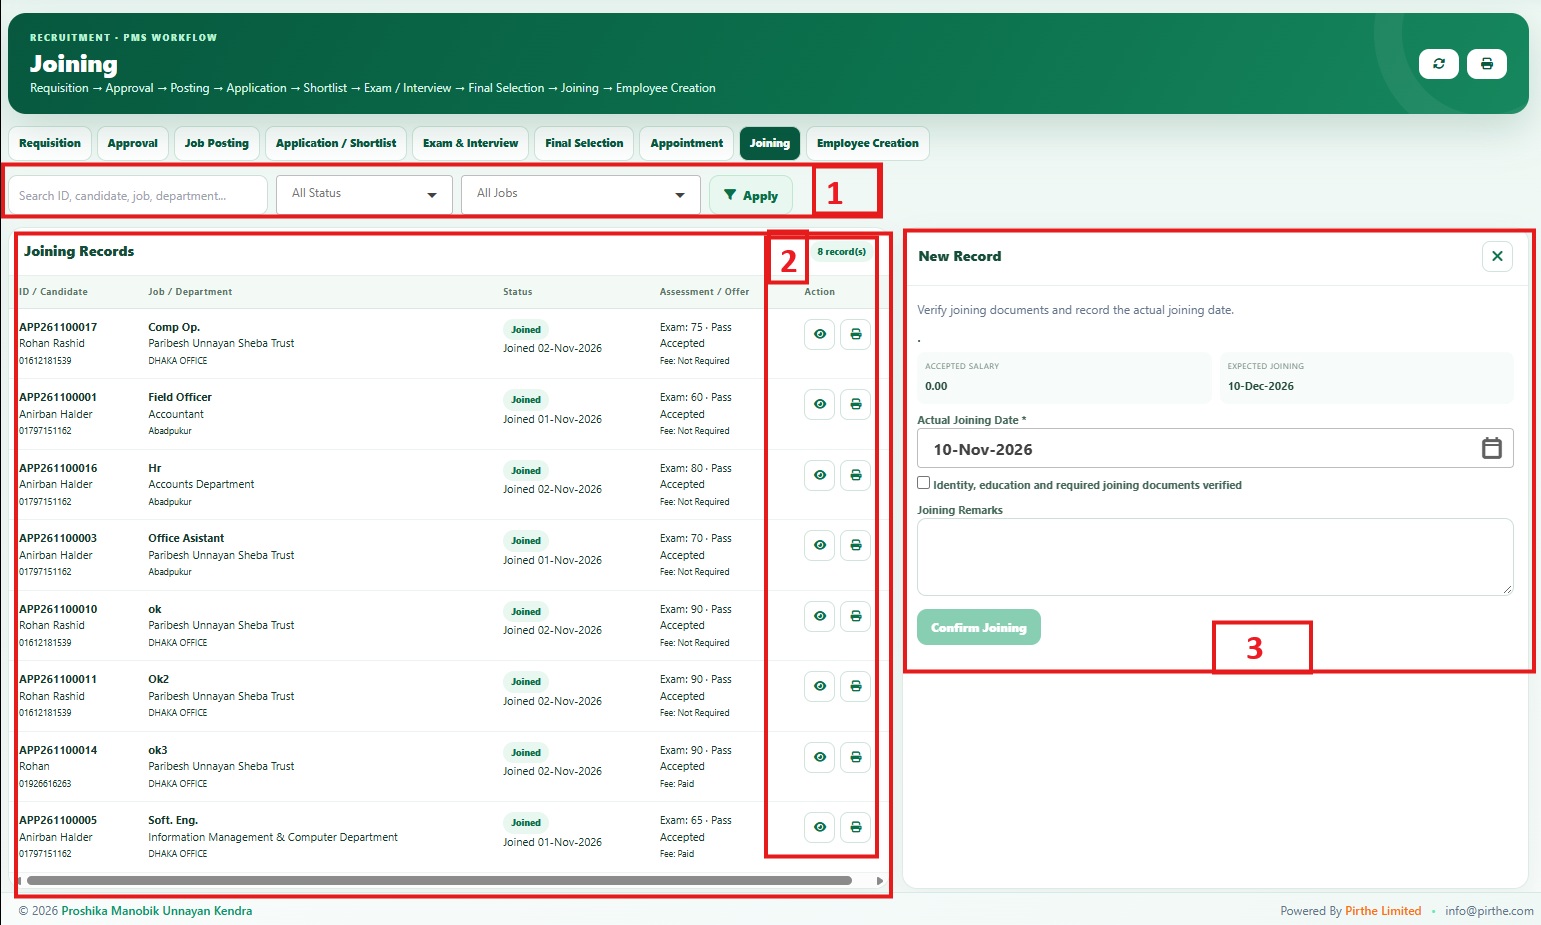 RECRUITMENT - PMS WORKFLOW
Joining
Requisition → Approval → Posting → Application → Shortlist → Exam / Interview → Final Selection → Joining → Employee Creation
Requisition Approval Job Posting Application / Shortlist Exam & Interview Final Selection Appointment Joining Employee Creation
Search ID, candidate, job, department... All Status All Jobs Apply 1
Joining Records 2 8 record(s)
ID / Candidate Job / Department Status Assessment / Offer Action
APP261100017 Comp Op. Joined Exam: 75 · Pass
Rohan Rashid Paribesh Unnayan Sheba Trust Joined 02-Nov-2026 Accepted
01612181539 DHAKA OFFICE Fee: Not Required
APP261100001 Field Officer Joined Exam: 60 · Pass
Anirban Halder Accountant Joined 01-Nov-2026 Accepted
01797151162 Abadpukur Fee: Not Required
APP261100016 Hr Joined Exam: 80 · Pass
Anirban Halder Accounts Department Joined 02-Nov-2026 Accepted
01797151162 Abadpukur Fee: Not Required
APP261100003 Office Asistant Joined Exam: 70 · Pass
Anirban Halder Paribesh Unnayan Sheba Trust Joined 01-Nov-2026 Accepted
01797151162 Abadpukur Fee: Not Required
APP261100010 ok Joined Exam: 90 · Pass
Rohan Rashid Paribesh Unnayan Sheba Trust Joined 02-Nov-2026 Accepted
01612181539 DHAKA OFFICE Fee: Not Required
APP261100011 Ok2 Joined Exam: 90 · Pass
Rohan Rashid Paribesh Unnayan Sheba Trust Joined 02-Nov-2026 Accepted
01612181539 DHAKA OFFICE Fee: Not Required
APP261100014 ok3 Joined Exam: 90 · Pass
Rohan Paribesh Unnayan Sheba Trust Joined 02-Nov-2026 Accepted
01926616263 DHAKA OFFICE Fee: Paid
APP261100005 Soft. Eng. Joined Exam: 65 · Pass
Anirban Halder Information Management & Computer Department Joined 01-Nov-2026 Accepted
01797151162 DHAKA OFFICE Fee: Paid
New Record
Verify joining documents and record the actual joining date.
.
ACCEPTED SALARY EXPECTED JOINING
0.00 10-Dec-2026
Actual Joining Date *
10-Nov-2026
Identity, education and required joining documents verified
Joining Remarks
Confirm Joining
3
© 2026 Proshika Manobik Unnayan Kendra Powered By Pirthe Limited • info@pirthe.com